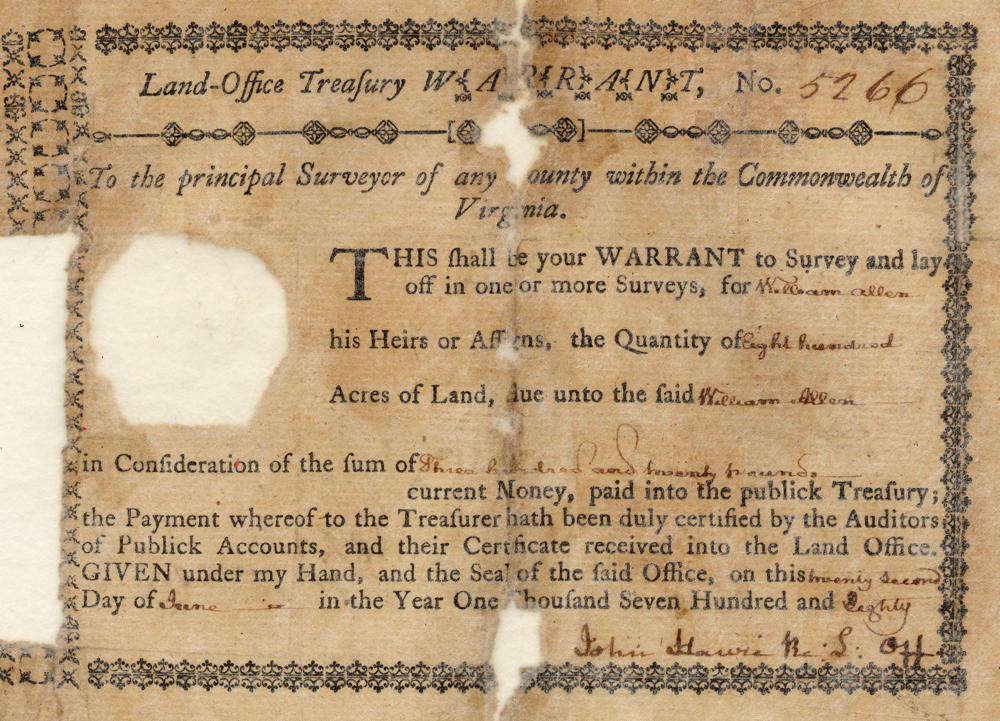 Land-Office Treaſury WARRANT, No. 5266
To the principal Surveyor of any ounty within the Commonwealth of
Virg nia.
THIS ſhall be your WARRANT to Survey and lay
off in one or more Surveys, for William Allen
his Heirs or Aſſ gns, the Quantity of Eight hundred
Acres of Land, due unto the ſaid William Allen
in Conſideration of the ſum of Three hundred and twenty pounds
current Money, paid into the publick Treaſury;
the Payment whereof to the Treaſurer hath been duly certified by the Auditors
of Publick Accounts, and their Certificate received into the Land Office.
GIVEN under my Hand, and the Seal of the ſaid Office, on this twenty second
Day of June in the Year One Thouſand Seven Hundred and Eighty
John Hawie R. L. Off